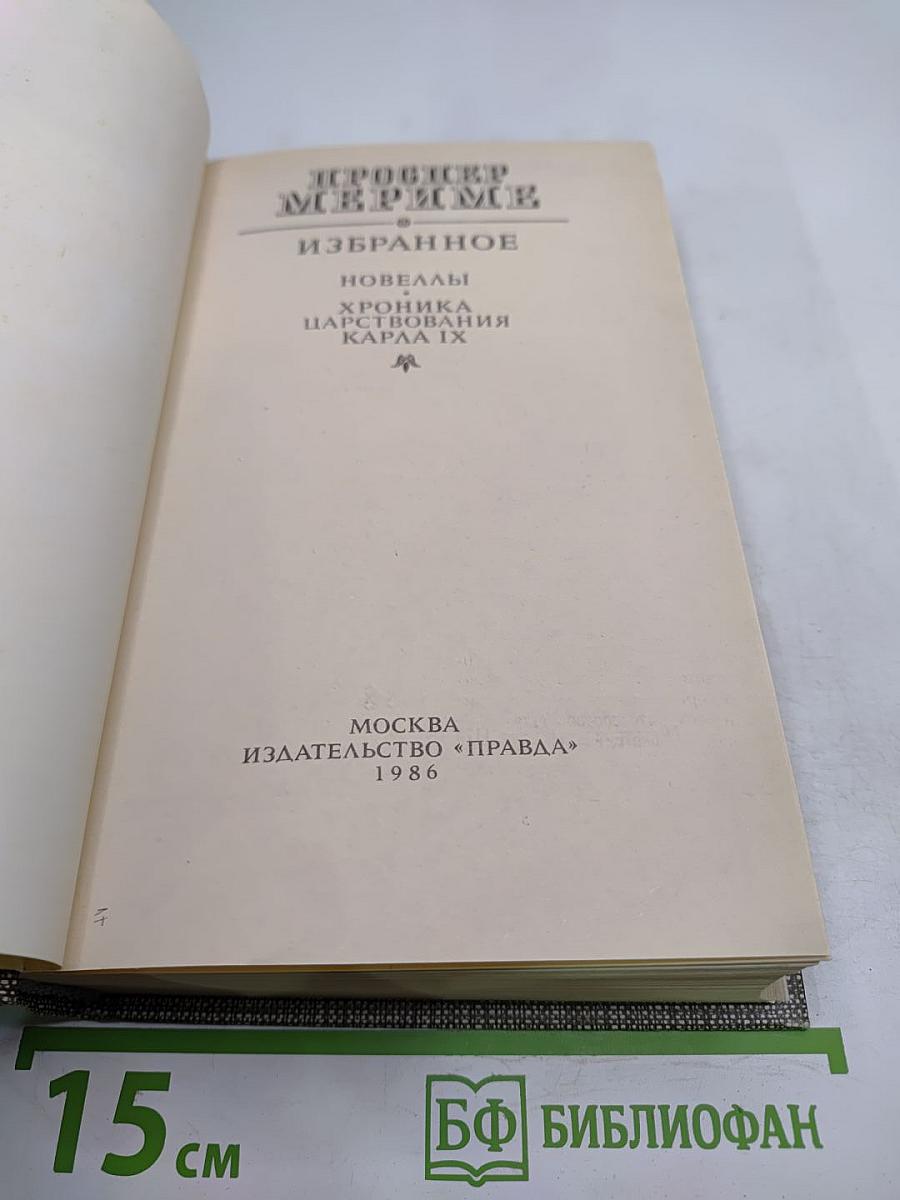 ПРОСПЕР
МЕРИМЕ
ИЗБРАННОЕ
НОВЕЛЛЫ
ХРОНИКА
ЦАРСТВОВАНИЯ
КАРЛА IX
МОСКВА
ИЗДАТЕЛЬСТВО «ПРАВДА»
1986
15 см
БФ БИБЛИОФАН